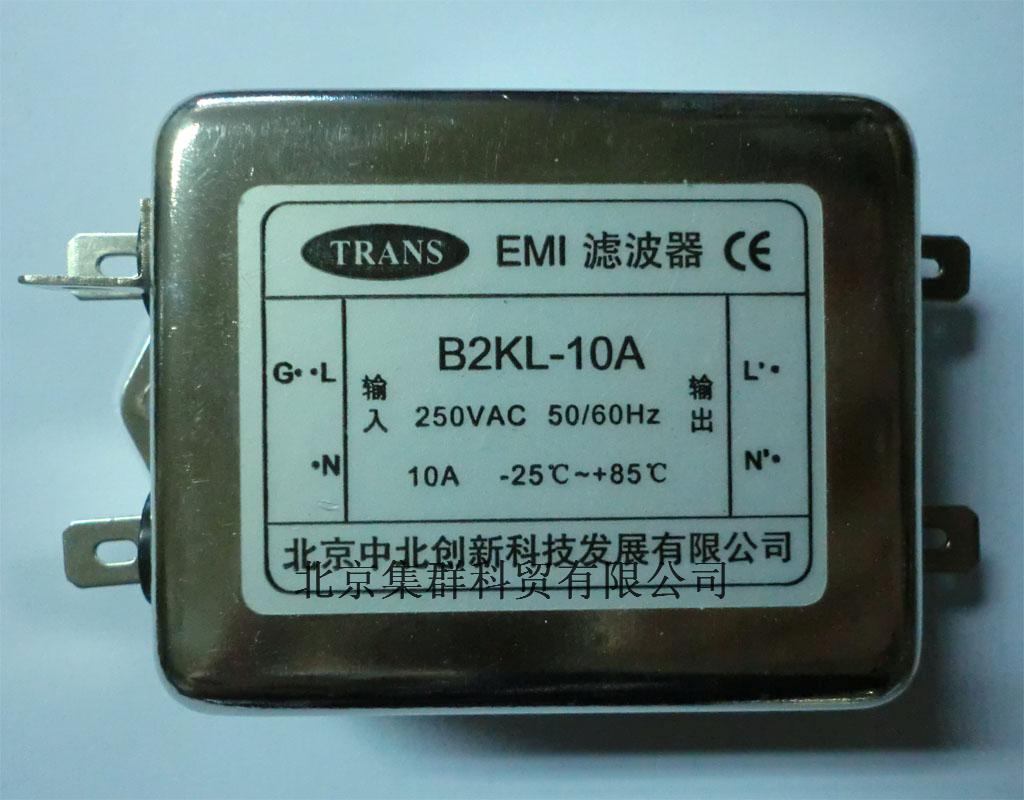 TRANS EMI 滤波器 CE
B2KL-10A
G· ·L 输入 250VAC 50/60Hz 输出 L'·
·N 10A -25℃~+85℃ N'·
北京中北创新科技发展有限公司
北京集群科贸有限公司